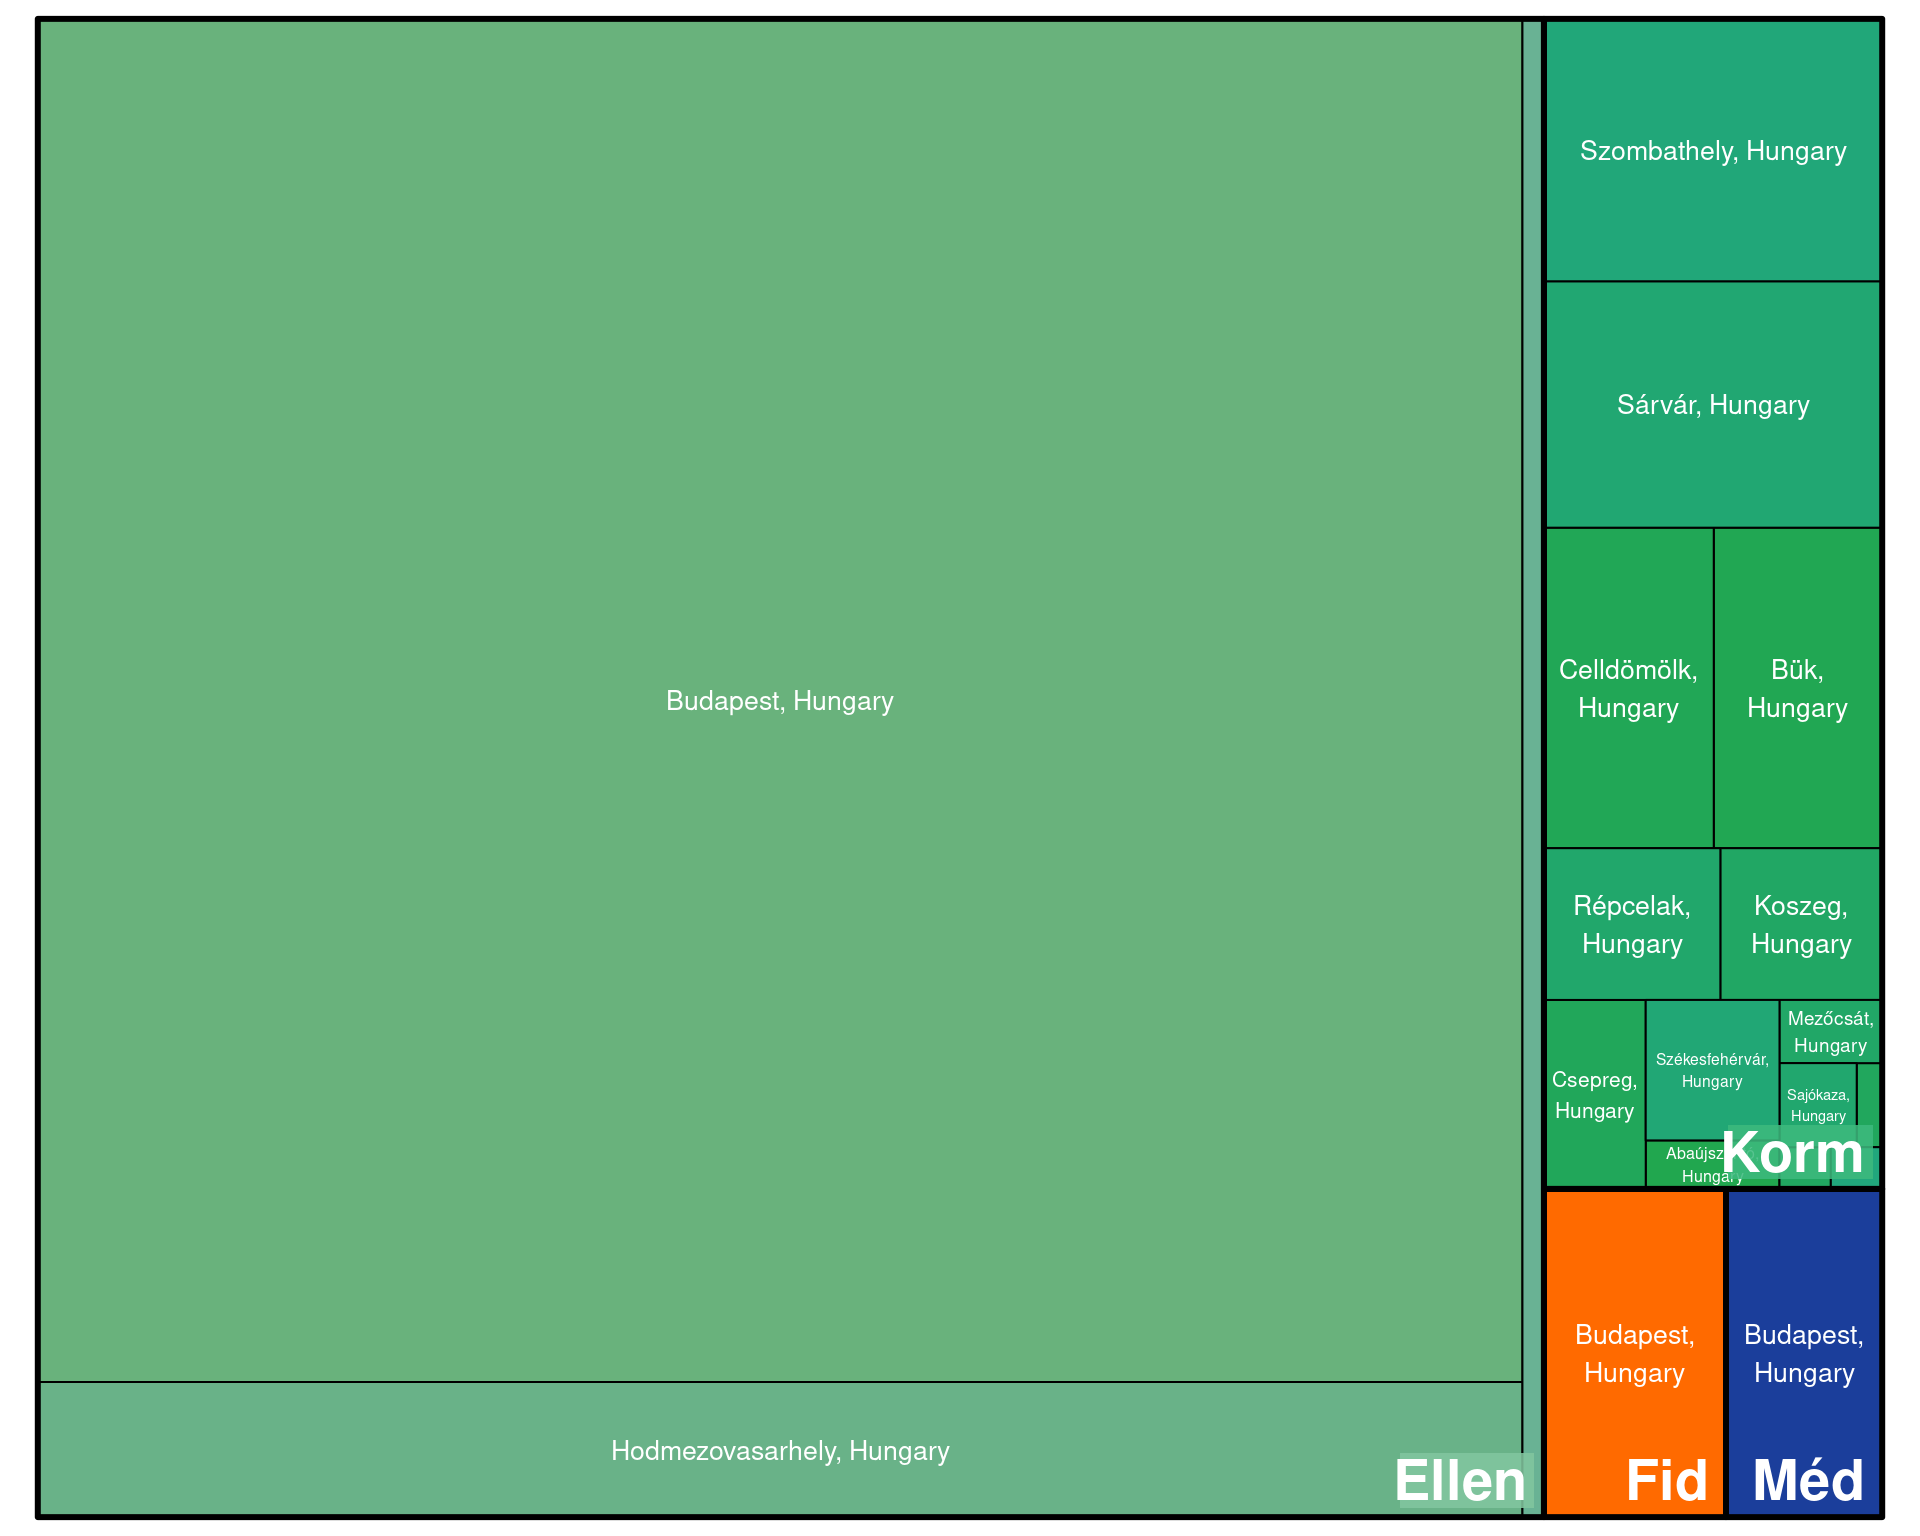 Budapest, Hungary
Hodmezovasarhely, Hungary
Ellen
Szombathely, Hungary
Sárvár, Hungary
Celldömölk,
Hungary
Bük,
Hungary
Répcelak,
Hungary
Koszeg,
Hungary
Csepreg,
Hungary
Székesfehérvár,
Hungary
Mezőcsát,
Hungary
Sajókaza,
Hungary
Hungary
Korm
Budapest,
Hungary
Fid
Budapest,
Hungary
Méd